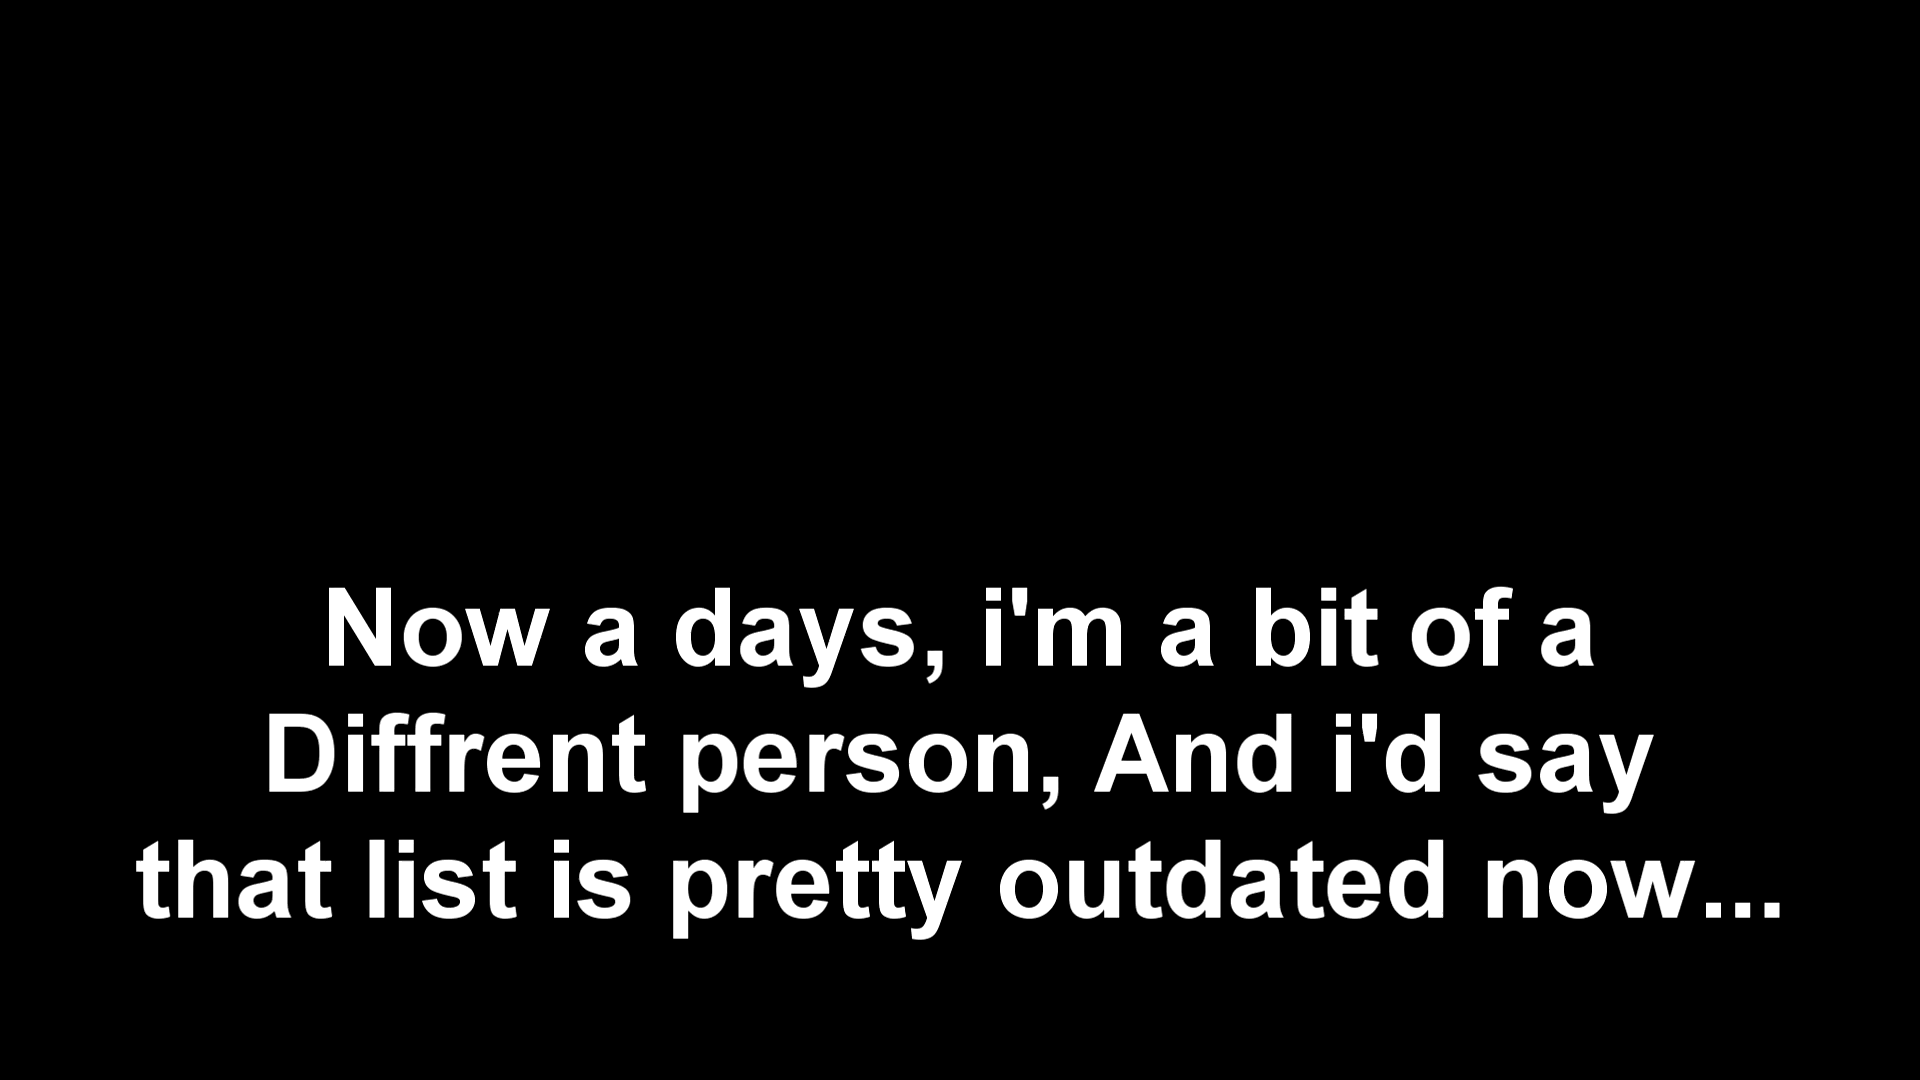 Now a days, i'm a bit of a
Diffrent person, And i'd say
that list is pretty outdated now...